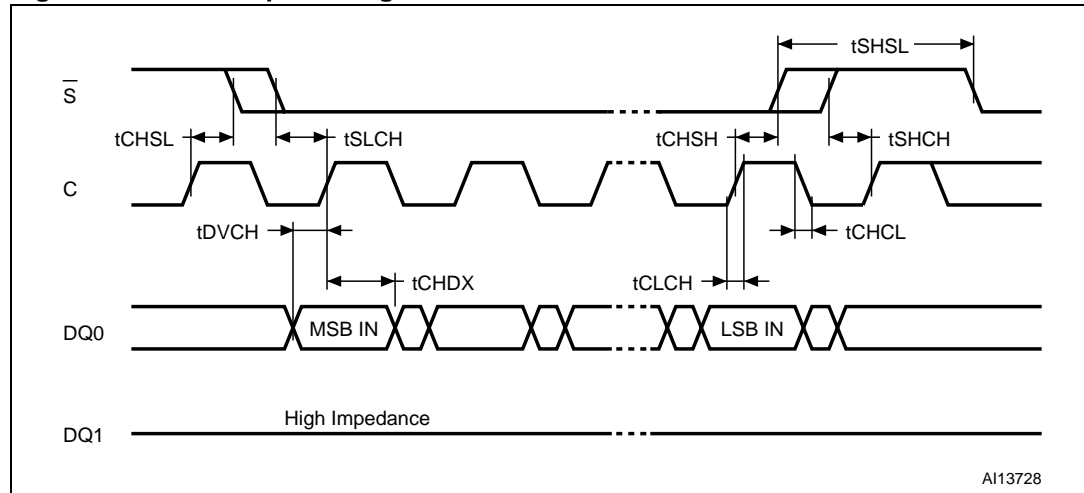 tSHSL
S
tCHSL
tSLCH
tCHSH
tSHCH
C
tDVCH
tCHCL
tCHDX
tCLCH
DQ0
MSB IN
LSB IN
High Impedance
DQ1
AI13728